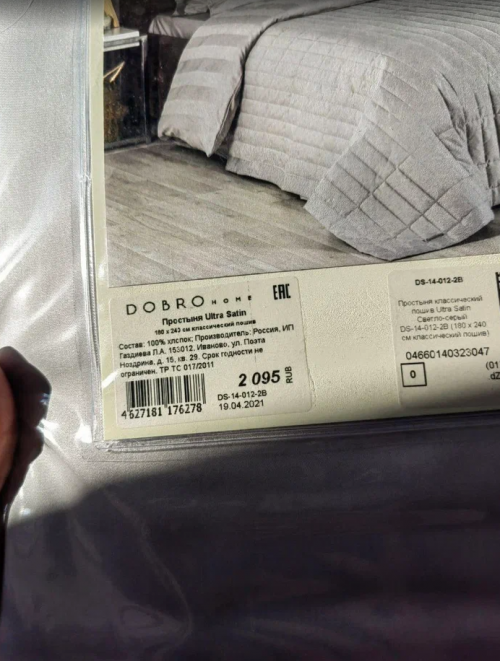 DOBRO HOME
EAC
Простыня Ultra Satin
180 x 243 см классический пошив
Состав: 100% хлопок; Производитель: Россия, ИП
Газдиева Л.А. 153012. Иваново, ул. Поэта
Ноздрина, д. 15, кв. 29. Срок годности не
ограничен. ТР ТС 017/2011
2 095 RUB
4 627181 176278
DS-14-012-2B
19.04.2021
DS-14-012-2B
Простыня классический
пошив Ultra Satin
Светло-серый
DS-14-012-2B (180 x 240
см классический пошив)
04660140323047
0
(01